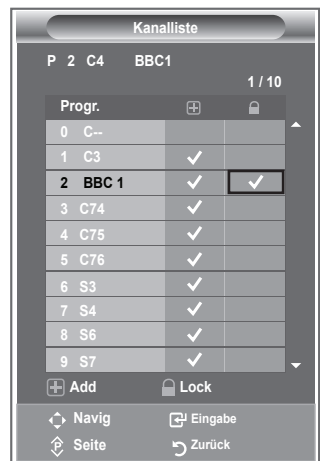 Kanalliste
P 2 C4 BBC1
1 / 10
Progr.
0 C--
1 C3
2 BBC 1
3 C74
4 C75
5 C76
6 S3
7 S4
8 S6
9 S7
Add Lock
Navig Eingabe
P Seite Zurück